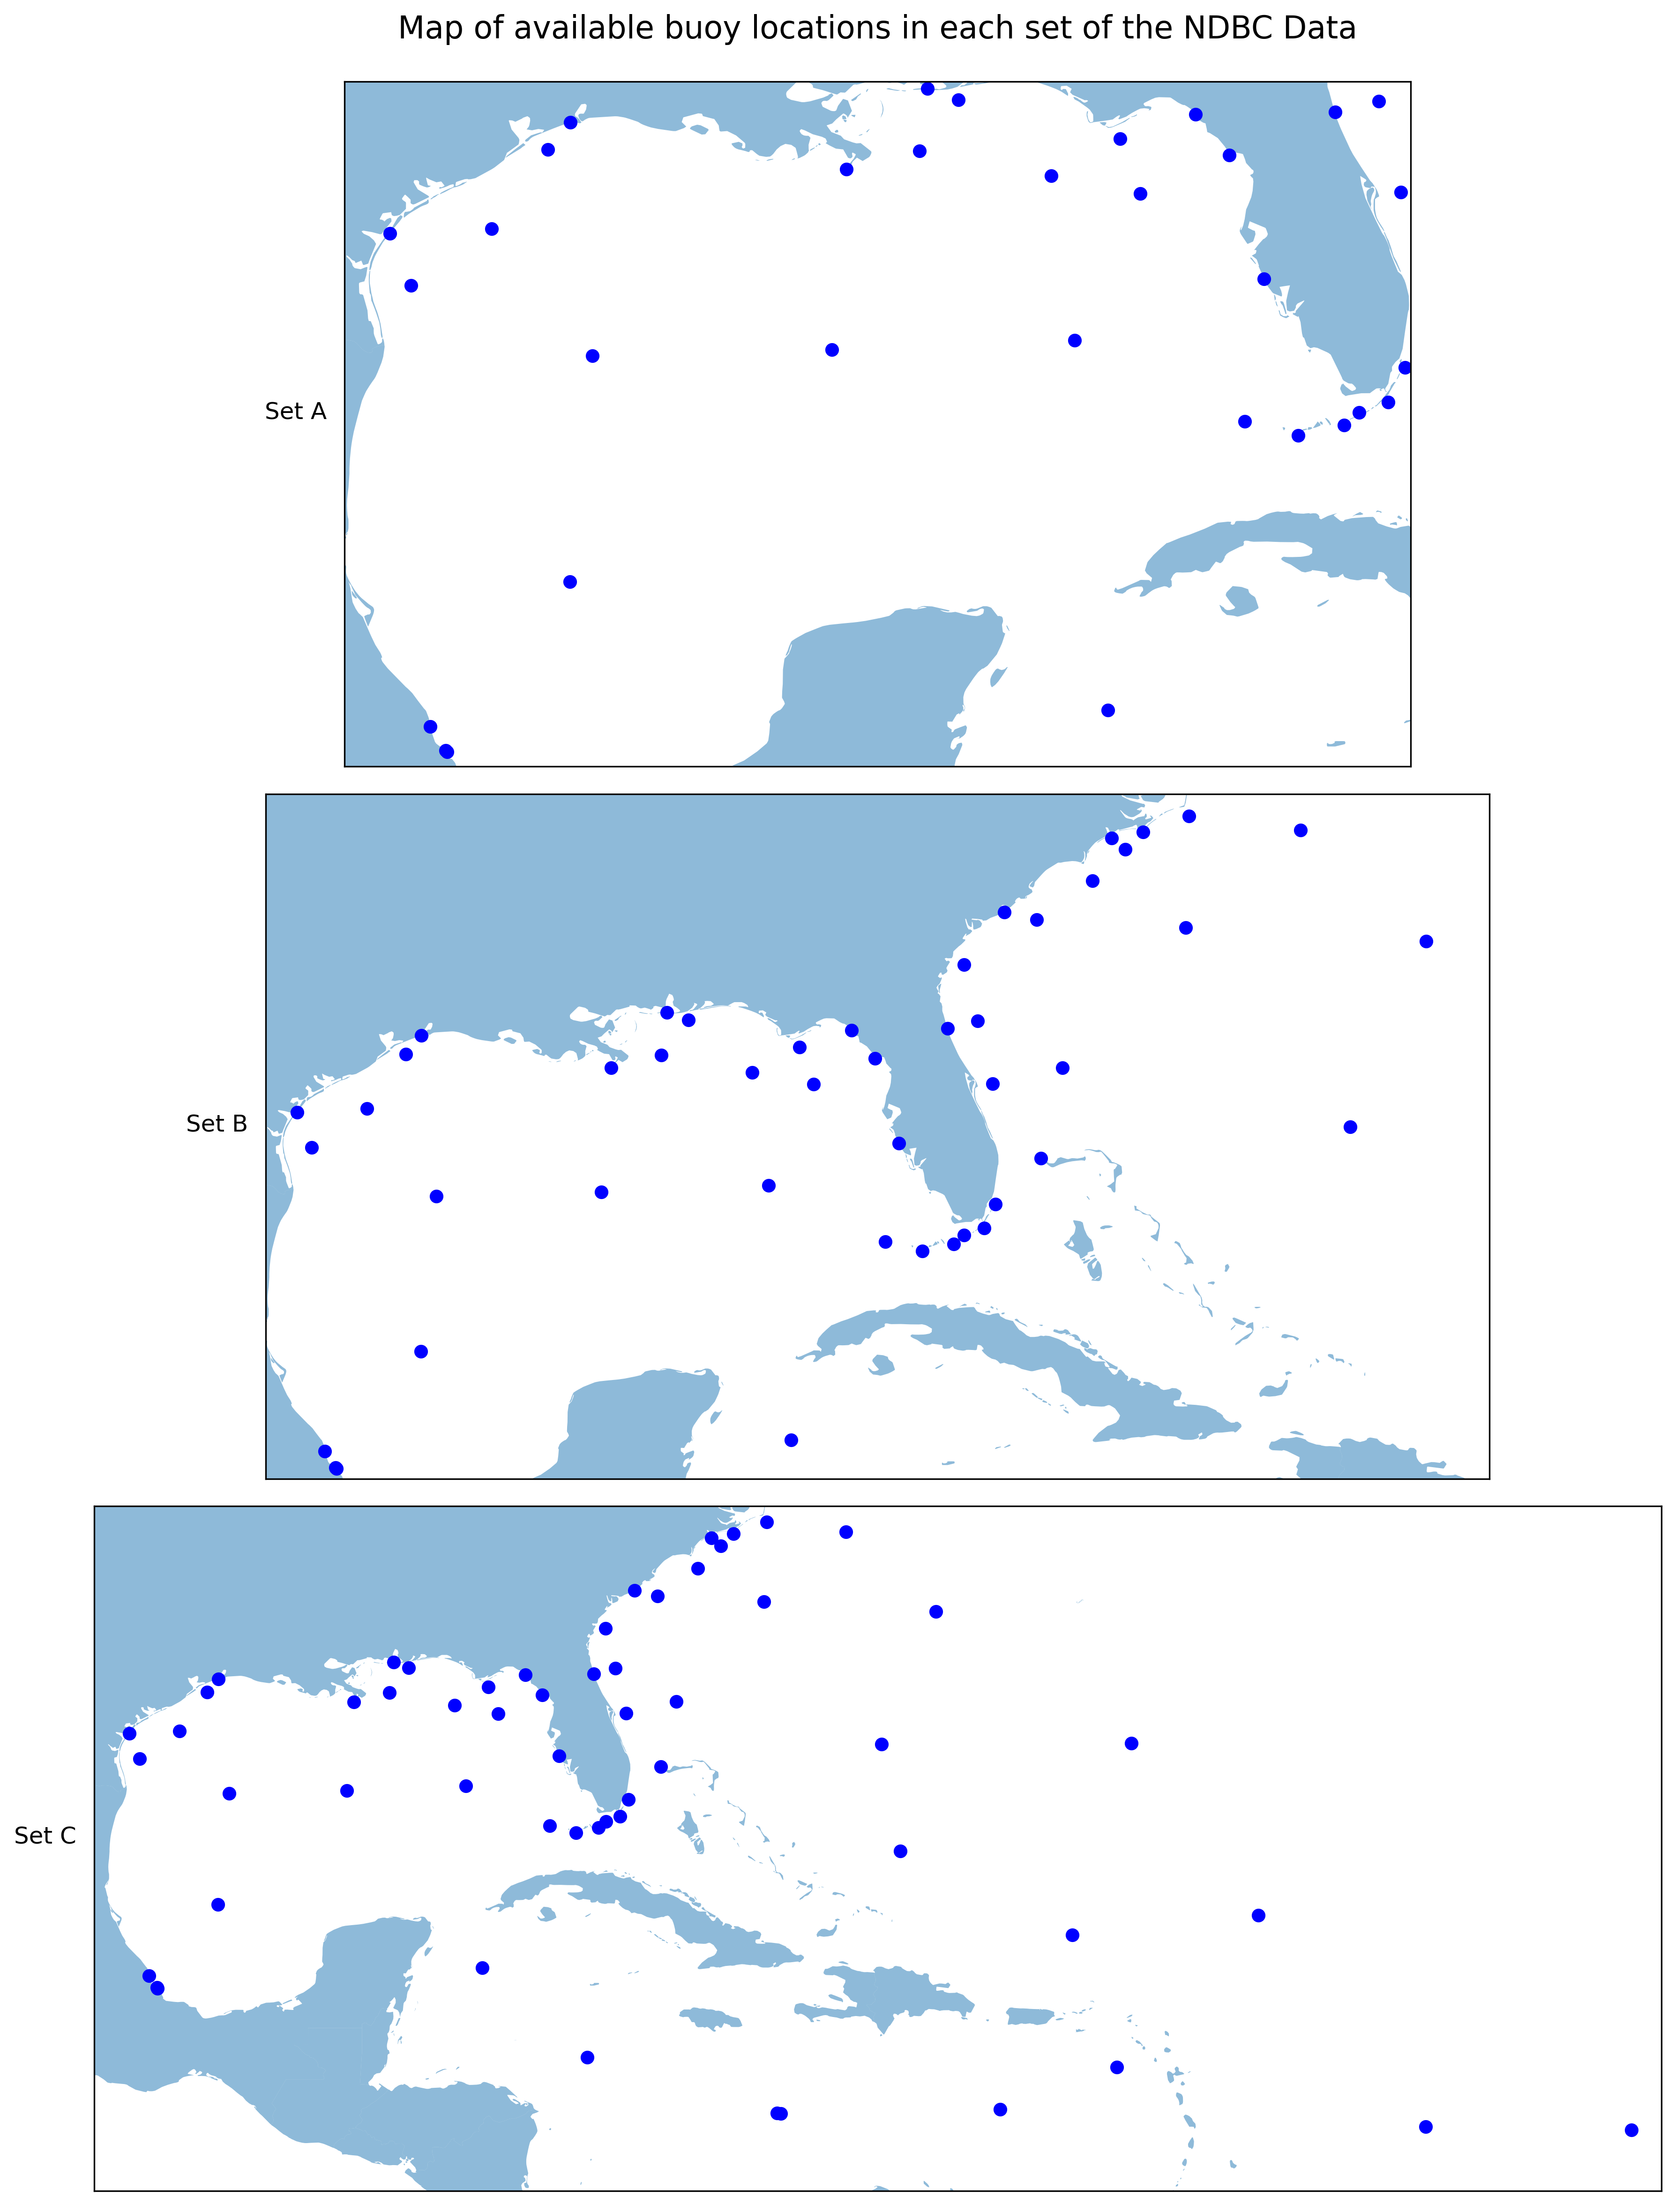 Map of available buoy locations in each set of the NDBC Data
Set A
Set B
Set C